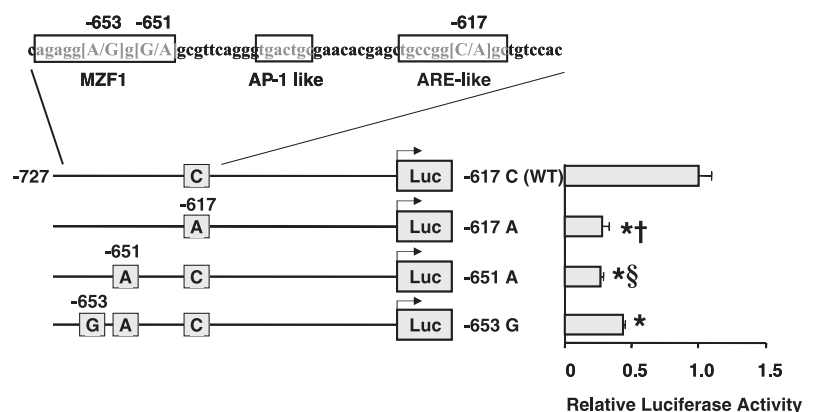 -653 -651 -617
cagagg[A/G]g[G/A]gcgttcagggtgactgcgaacacgagctgccgg[C/A]gctgtccac
MZF1 AP-1 like ARE-like
-727 C Luc -617 C (WT)
-617
A Luc -617 A
-651
A C Luc -651 A
-653
G A C Luc -653 G
*†
*§
*
0 0.5 1.0 1.5
Relative Luciferase Activity